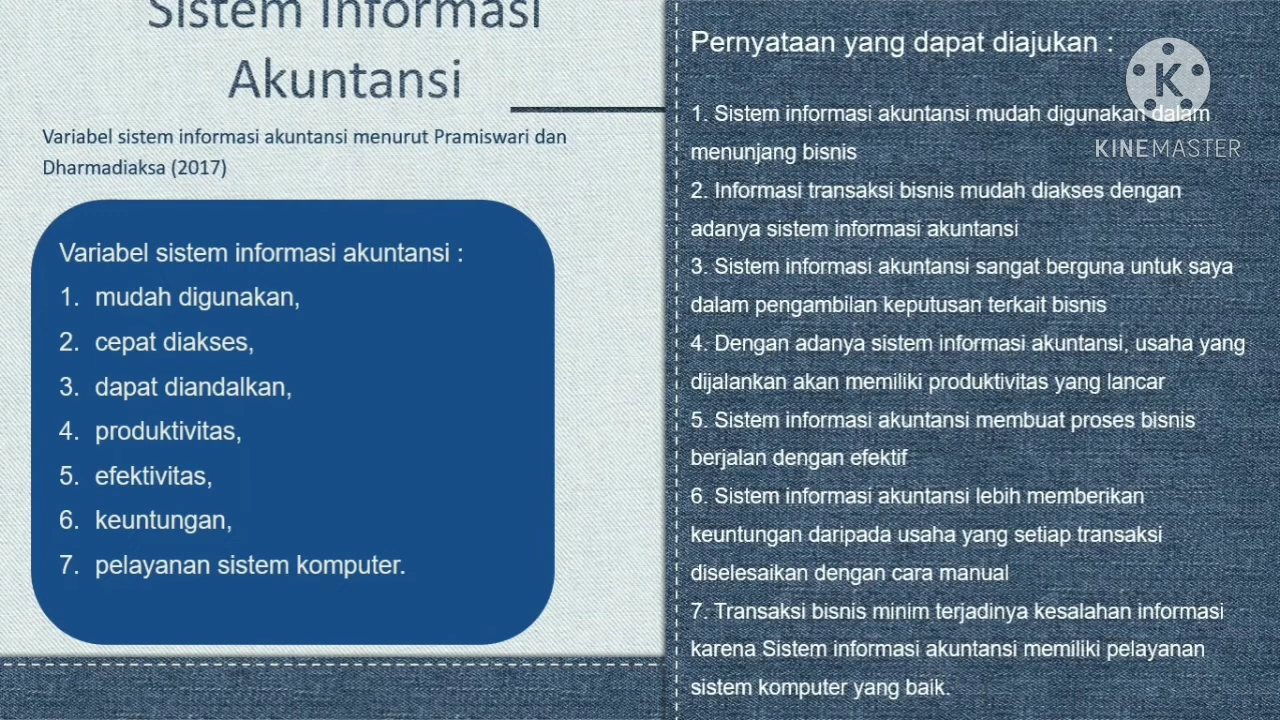 Sistem Informasi
Akuntansi
Variabel sistem informasi akuntansi menurut Pramiswari dan
Dharmadiaksa (2017)
Variabel sistem informasi akuntansi :
1. mudah digunakan,
2. cepat diakses,
3. dapat diandalkan,
4. produktivitas,
5. efektivitas,
6. keuntungan,
7. pelayanan sistem komputer.
Pernyataan yang dapat diajukan :
1. Sistem informasi akuntansi mudah digunakan dalam
menunjang bisnis
2. Informasi transaksi bisnis mudah diakses dengan
adanya sistem informasi akuntansi
3. Sistem informasi akuntansi sangat berguna untuk saya
dalam pengambilan keputusan terkait bisnis
4. Dengan adanya sistem informasi akuntansi, usaha yang
dijalankan akan memiliki produktivitas yang lancar
5. Sistem informasi akuntansi membuat proses bisnis
berjalan dengan efektif
6. Sistem informasi akuntansi lebih memberikan
keuntungan daripada usaha yang setiap transaksi
diselesaikan dengan cara manual
7. Transaksi bisnis minim terjadinya kesalahan informasi
karena Sistem informasi akuntansi memiliki pelayanan
sistem komputer yang baik.
K
KINEMASTER